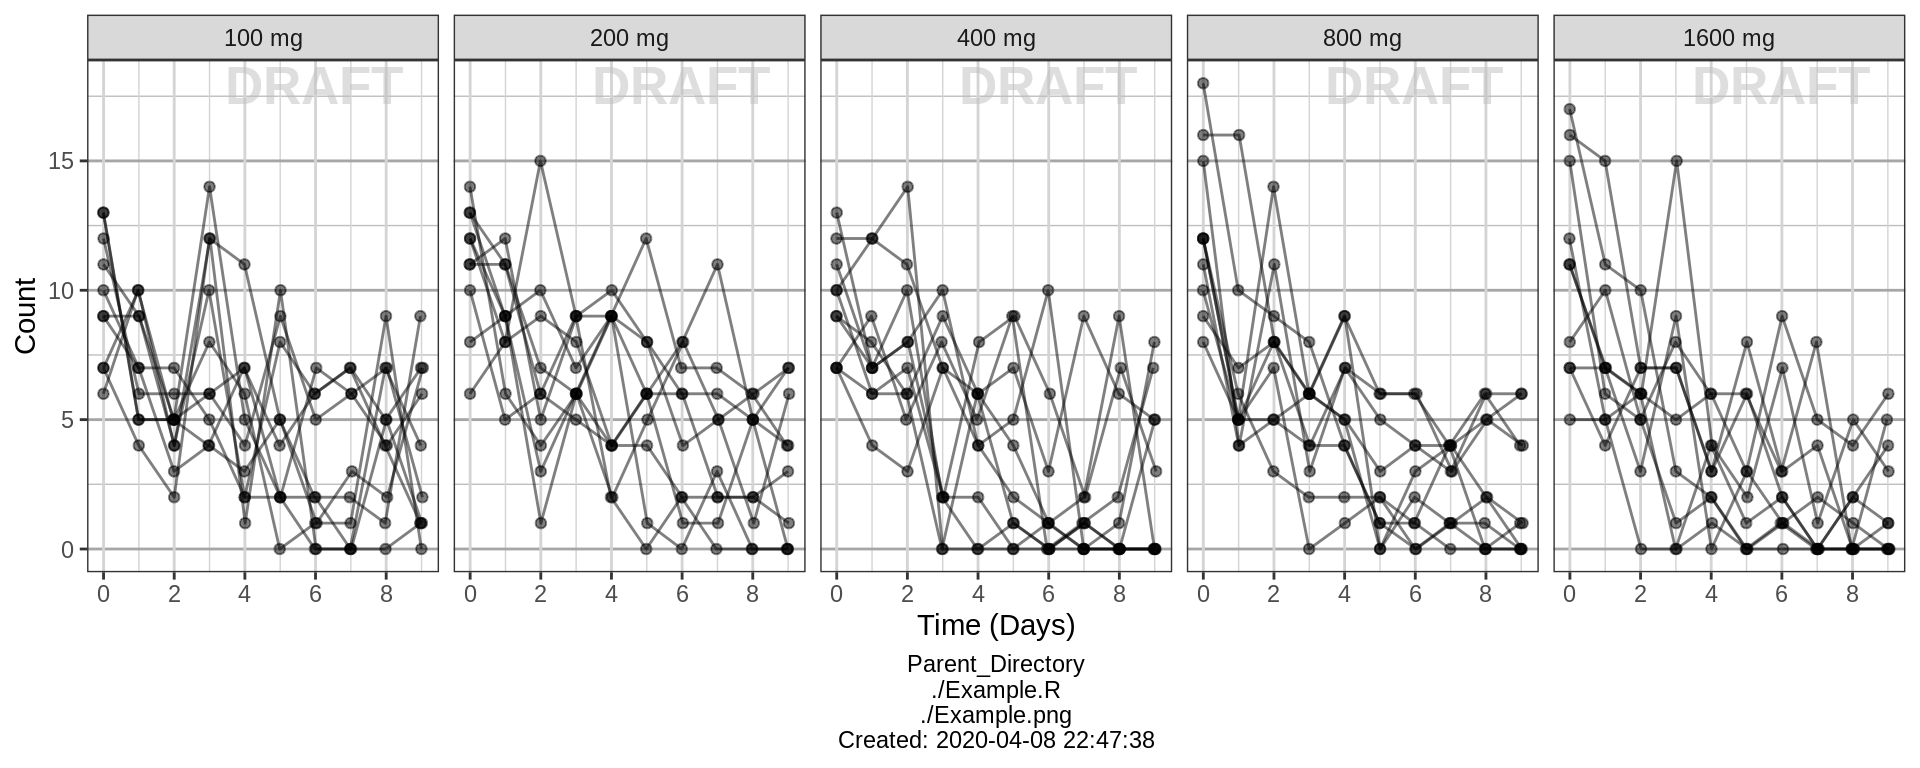 100 mg 200 mg 400 mg 800 mg 1600 mg
DRAFT DRAFT DRAFT DRAFT DRAFT
15
10
5
0
Count
0 2 4 6 8 0 2 4 6 8 0 2 4 6 8 0 2 4 6 8 0 2 4 6 8
Time (Days)
Parent_Directory
./Example.R
./Example.png
Created: 2020-04-08 22:47:38